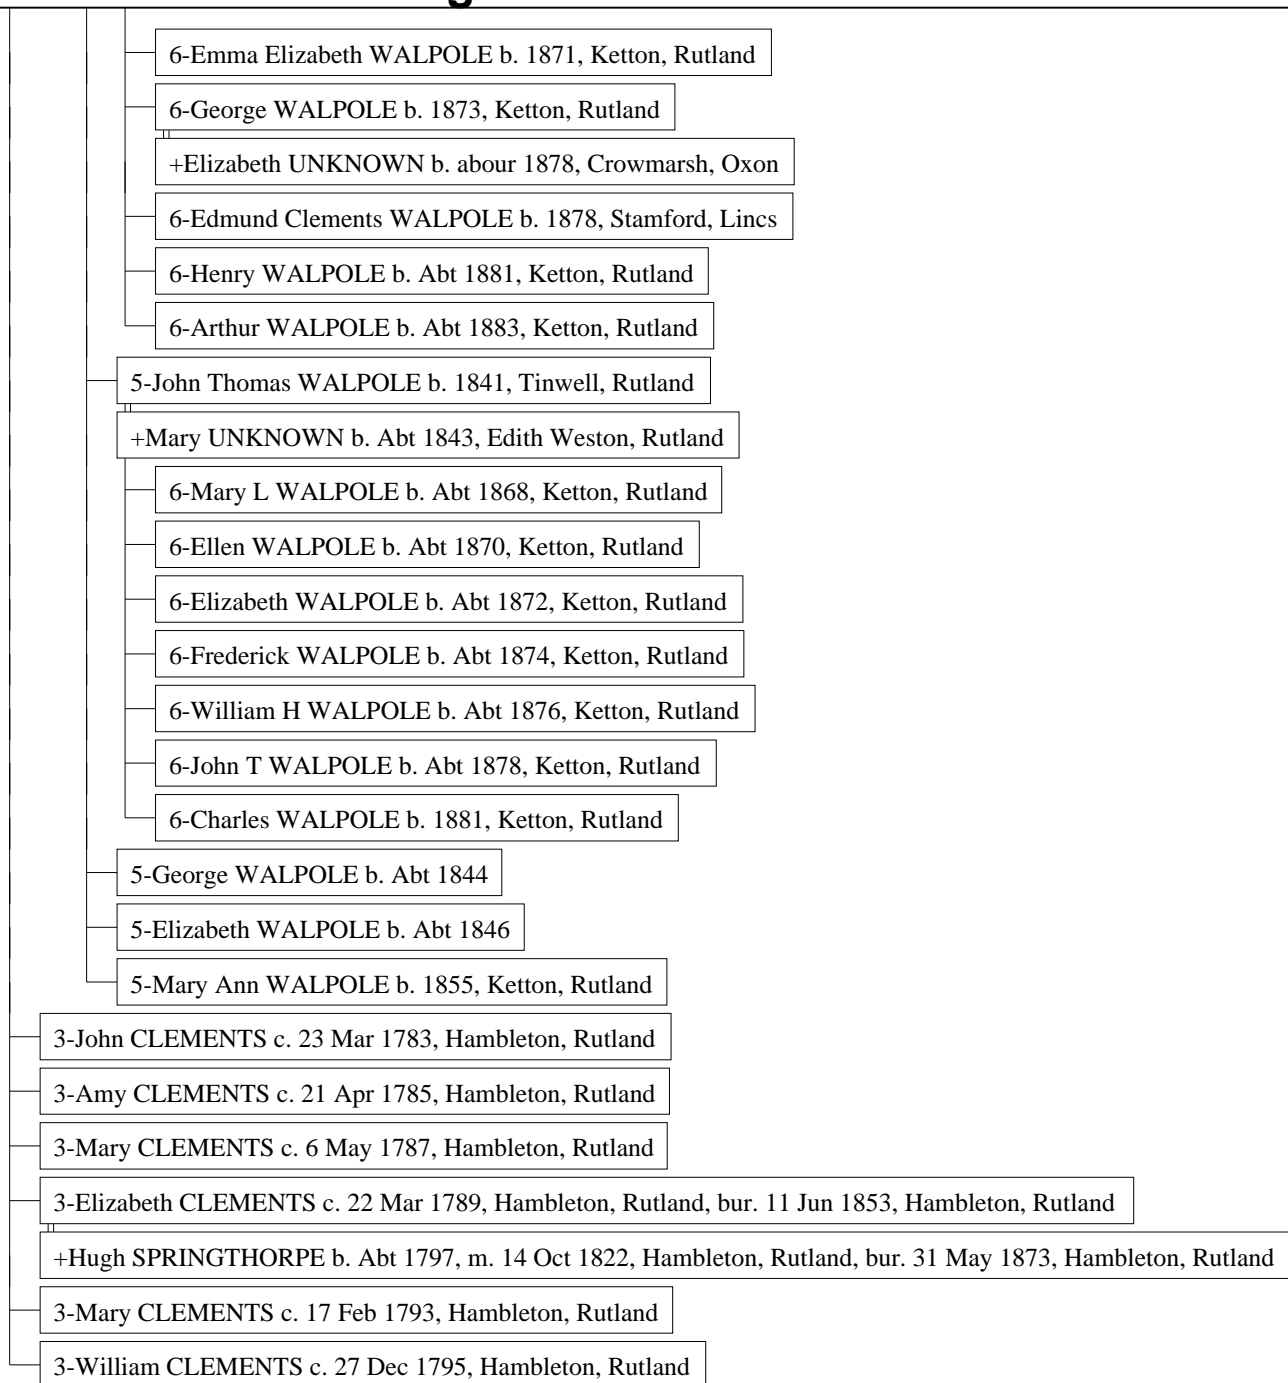 6-Emma Elizabeth WALPOLE b. 1871, Ketton, Rutland
6-George WALPOLE b. 1873, Ketton, Rutland
+Elizabeth UNKNOWN b. abour 1878, Crowmarsh, Oxon
6-Edmund Clements WALPOLE b. 1878, Stamford, Lincs
6-Henry WALPOLE b. Abt 1881, Ketton, Rutland
6-Arthur WALPOLE b. Abt 1883, Ketton, Rutland
5-John Thomas WALPOLE b. 1841, Tinwell, Rutland
+Mary UNKNOWN b. Abt 1843, Edith Weston, Rutland
6-Mary L WALPOLE b. Abt 1868, Ketton, Rutland
6-Ellen WALPOLE b. Abt 1870, Ketton, Rutland
6-Elizabeth WALPOLE b. Abt 1872, Ketton, Rutland
6-Frederick WALPOLE b. Abt 1874, Ketton, Rutland
6-William H WALPOLE b. Abt 1876, Ketton, Rutland
6-John T WALPOLE b. Abt 1878, Ketton, Rutland
6-Charles WALPOLE b. 1881, Ketton, Rutland
5-George WALPOLE b. Abt 1844
5-Elizabeth WALPOLE b. Abt 1846
5-Mary Ann WALPOLE b. 1855, Ketton, Rutland
3-John CLEMENTS c. 23 Mar 1783, Hambleton, Rutland
3-Amy CLEMENTS c. 21 Apr 1785, Hambleton, Rutland
3-Mary CLEMENTS c. 6 May 1787, Hambleton, Rutland
3-Elizabeth CLEMENTS c. 22 Mar 1789, Hambleton, Rutland, bur. 11 Jun 1853, Hambleton, Rutland
+Hugh SPRINGTHORPE b. Abt 1797, m. 14 Oct 1822, Hambleton, Rutland, bur. 31 May 1873, Hambleton, Rutland
3-Mary CLEMENTS c. 17 Feb 1793, Hambleton, Rutland
3-William CLEMENTS c. 27 Dec 1795, Hambleton, Rutland